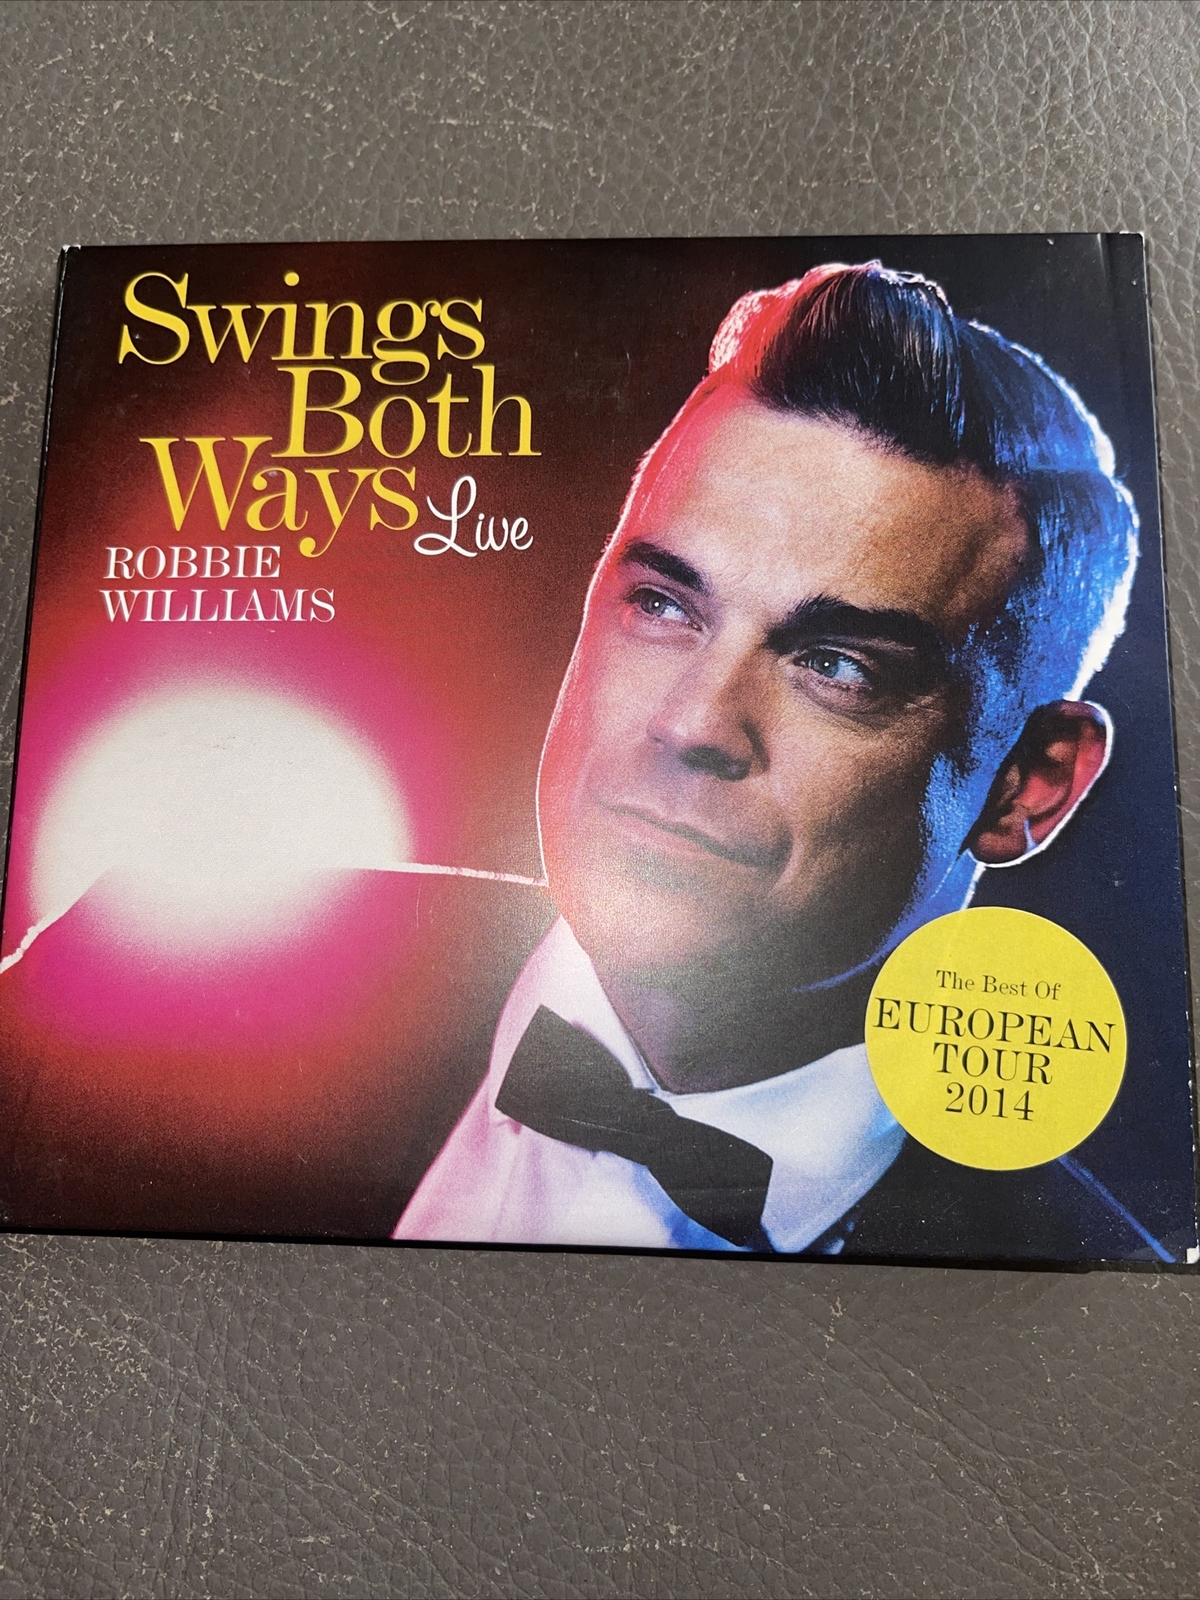 Swings
Both
Ways Live
ROBBIE
WILLIAMS
The Best Of
EUROPEAN
TOUR
2014